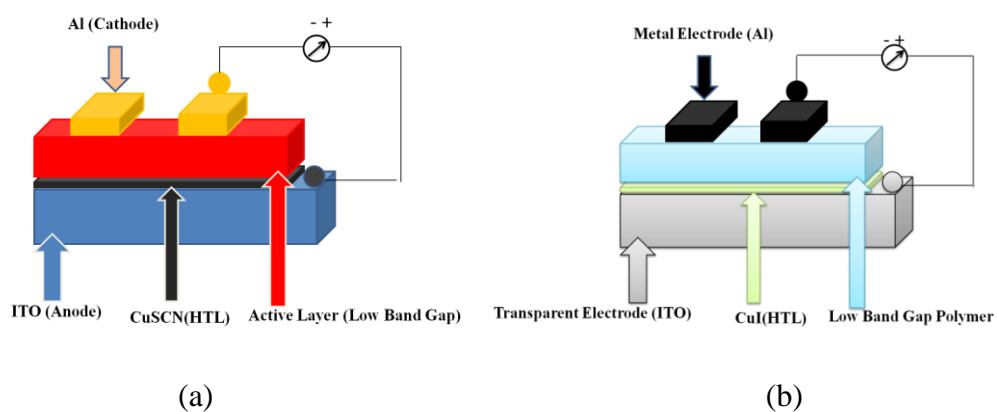 Al (Cathode)
- +
ITO (Anode)
CuSCN(HTL)
Active Layer (Low Band Gap)
(a)
Metal Electrode (Al)
- +
Transparent Electrode (ITO)
CuI(HTL)
Low Band Gap Polymer
(b)